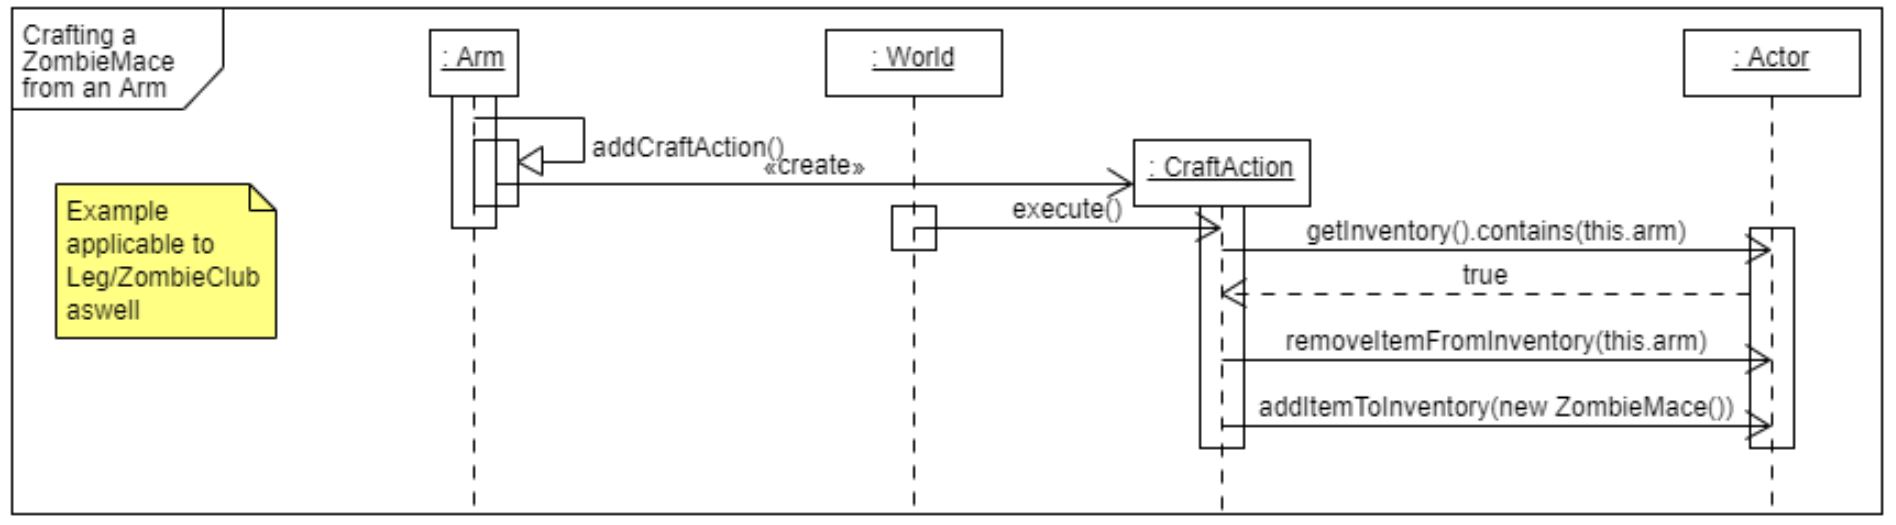 Crafting a
ZombieMace
from an Arm
: Arm
: World
: Actor
addCraftAction()
«create»
: CraftAction
Example
applicable to
Leg/ZombieClub
aswell
execute()
getInventory().contains(this.arm)
true
removeItemFromInventory(this.arm)
addItemToInventory(new ZombieMace())